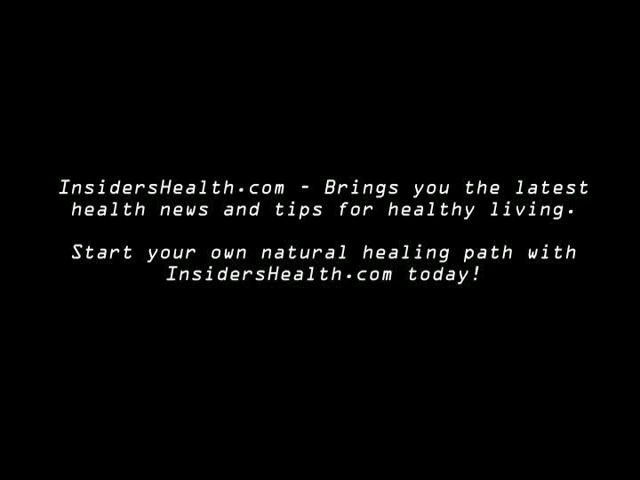 InsidersHealth.com - Brings you the latest
health news and tips for healthy living.
Start your own natural healing path with
InsidersHealth.com today!